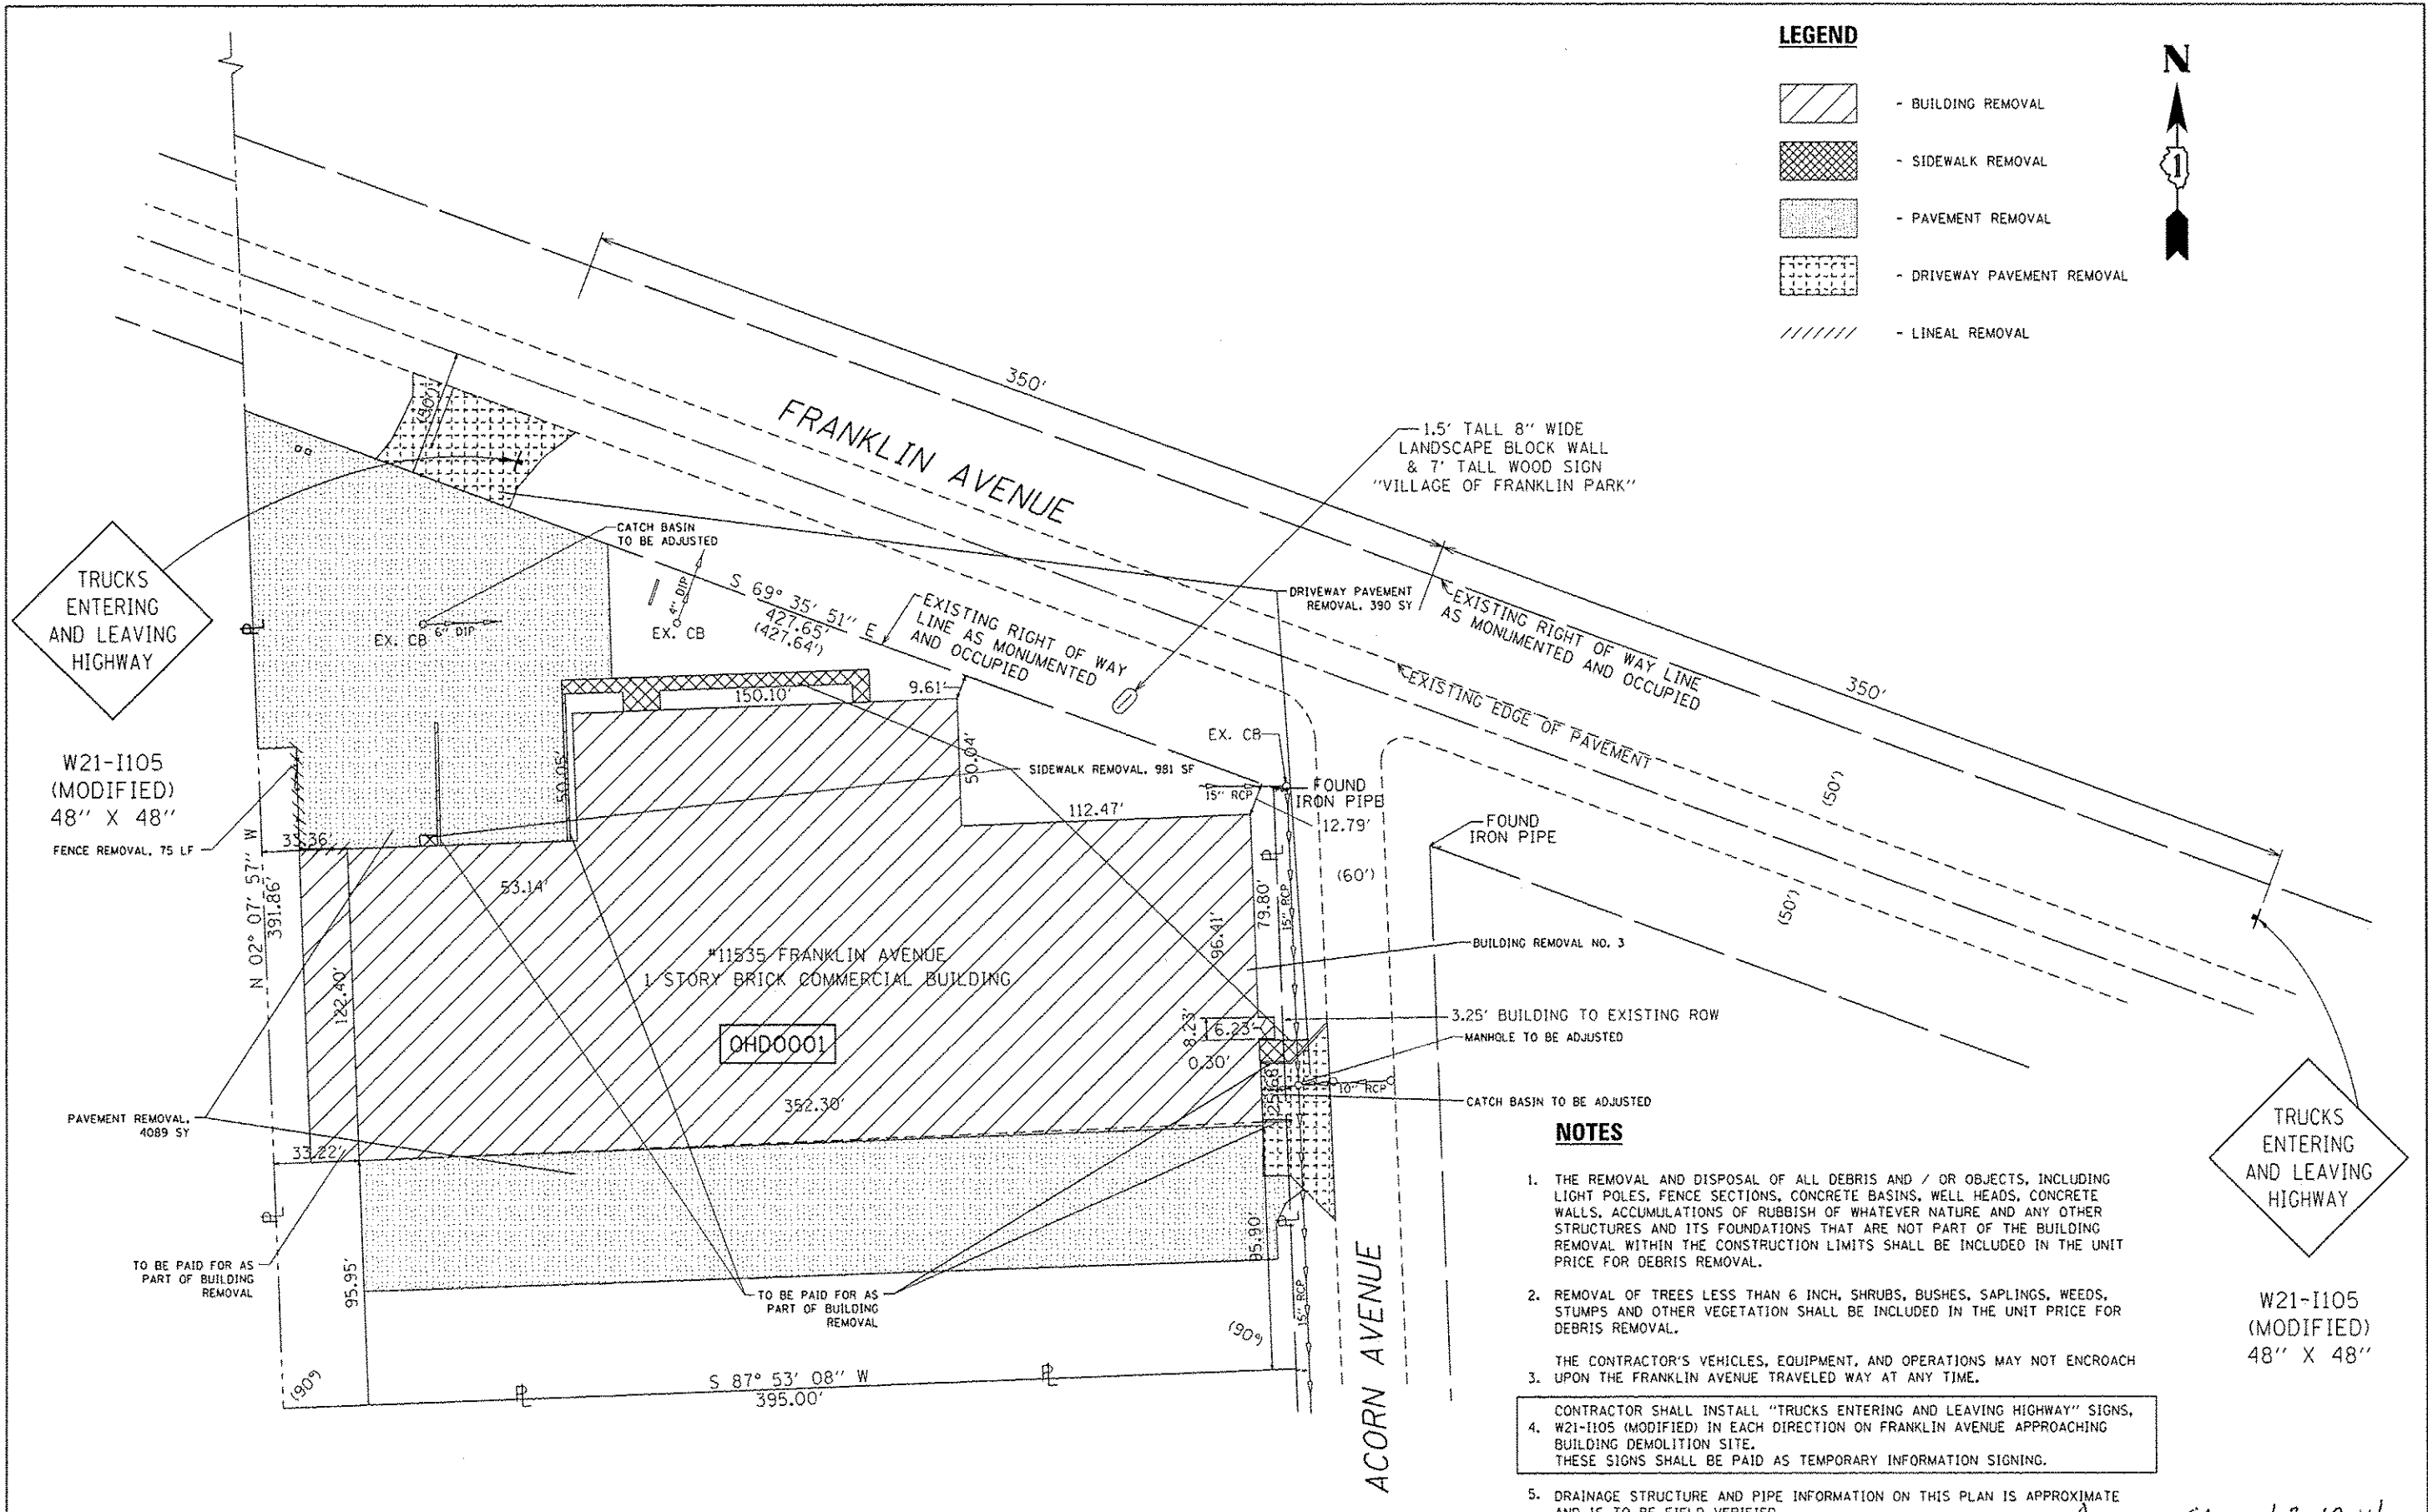 LEGEND
N
- BUILDING REMOVAL
- SIDEWALK REMOVAL
1
- PAVEMENT REMOVAL
- DRIVEWAY PAVEMENT REMOVAL
- LINEAL REMOVAL
350'
FRANKLIN AVENUE
(50')
1.5' TALL 8" WIDE
LANDSCAPE BLOCK WALL
& 7' TALL WOOD SIGN
"VILLAGE OF FRANKLIN PARK"
TRUCKS
ENTERING
AND LEAVING
HIGHWAY
W21-I105
(MODIFIED)
48" X 48"
CATCH BASIN
TO BE ADJUSTED
EX. CB
6" DIP
4" DIP
EX. CB
S 69° 35' 51" E
427.65'
(427.64')
EXISTING RIGHT OF WAY
LINE AS MONUMENTED
AND OCCUPIED
DRIVEWAY PAVEMENT
REMOVAL, 390 SY
EXISTING RIGHT OF WAY LINE
AS MONUMENTED AND OCCUPIED
350'
EXISTING EDGE OF PAVEMENT
(50')
(50')
150.10'
9.61'
50.04'
50.05'
EX. CB
SIDEWALK REMOVAL, 981 SF
15" RCP
FOUND
IRON PIPE
12.79'
112.47'
FOUND
IRON PIPE
FENCE REMOVAL, 75 LF
33.36'
N 02° 07' 57" W
391.86'
53.14'
(60')
79.80'
15" RCP
96.41'
BUILDING REMOVAL NO. 3
#11535 FRANKLIN AVENUE
1 STORY BRICK COMMERCIAL BUILDING
122.40'
OHD0001
8.23'
6.23'
0.30'
3.25' BUILDING TO EXISTING ROW
MANHOLE TO BE ADJUSTED
10" RCP
CATCH BASIN TO BE ADJUSTED
352.30'
PAVEMENT REMOVAL,
4089 SY
33.22'
TO BE PAID FOR AS
PART OF BUILDING
REMOVAL
95.95'
95.90'
TO BE PAID FOR AS
PART OF BUILDING
REMOVAL
15" RCP
(90°)
(90°)
S 87° 53' 08" W
395.00'
ACORN AVENUE
TRUCKS
ENTERING
AND LEAVING
HIGHWAY
W21-I105
(MODIFIED)
48" X 48"
NOTES
1. THE REMOVAL AND DISPOSAL OF ALL DEBRIS AND / OR OBJECTS, INCLUDING
LIGHT POLES, FENCE SECTIONS, CONCRETE BASINS, WELL HEADS, CONCRETE
WALLS, ACCUMULATIONS OF RUBBISH OF WHATEVER NATURE AND ANY OTHER
STRUCTURES AND ITS FOUNDATIONS THAT ARE NOT PART OF THE BUILDING
REMOVAL WITHIN THE CONSTRUCTION LIMITS SHALL BE INCLUDED IN THE UNIT
PRICE FOR DEBRIS REMOVAL.
2. REMOVAL OF TREES LESS THAN 6 INCH, SHRUBS, BUSHES, SAPLINGS, WEEDS,
STUMPS AND OTHER VEGETATION SHALL BE INCLUDED IN THE UNIT PRICE FOR
DEBRIS REMOVAL.
THE CONTRACTOR'S VEHICLES, EQUIPMENT, AND OPERATIONS MAY NOT ENCROACH
3. UPON THE FRANKLIN AVENUE TRAVELED WAY AT ANY TIME.
CONTRACTOR SHALL INSTALL "TRUCKS ENTERING AND LEAVING HIGHWAY" SIGNS,
4. W21-I105 (MODIFIED) IN EACH DIRECTION ON FRANKLIN AVENUE APPROACHING
BUILDING DEMOLITION SITE.
THESE SIGNS SHALL BE PAID AS TEMPORARY INFORMATION SIGNING.
5. DRAINAGE STRUCTURE AND PIPE INFORMATION ON THIS PLAN IS APPROXIMATE
AND IS TO BE FIELD VERIFIED